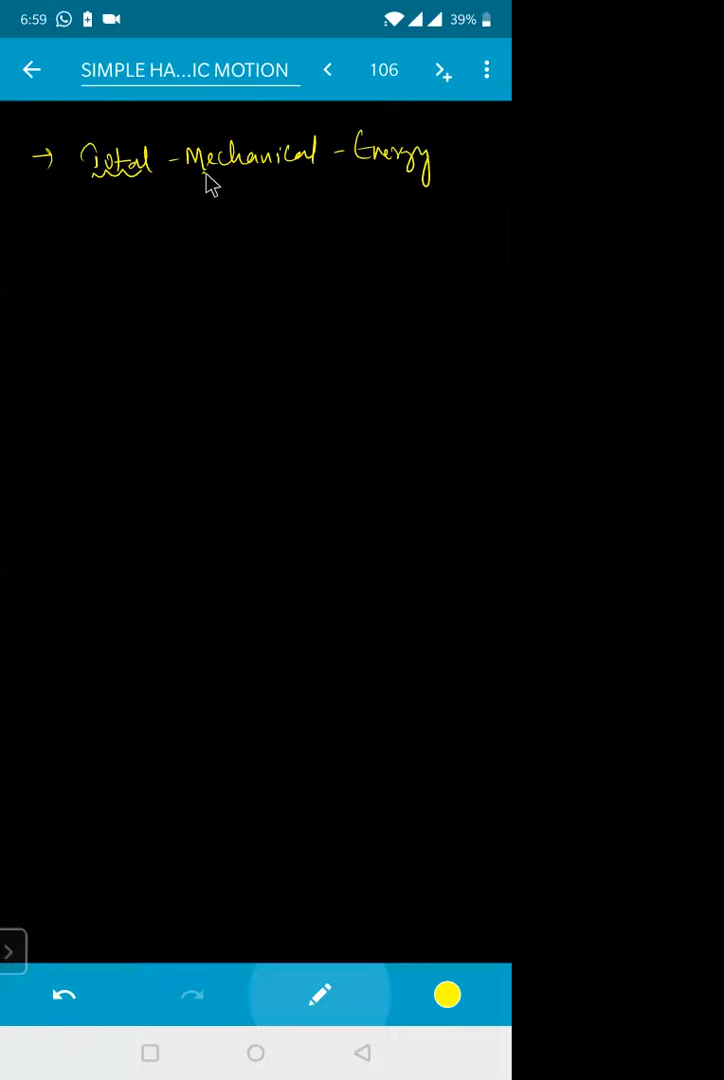 6:59 39%
SIMPLE HA...IC MOTION 106
→ Total - Mechanical - Energy